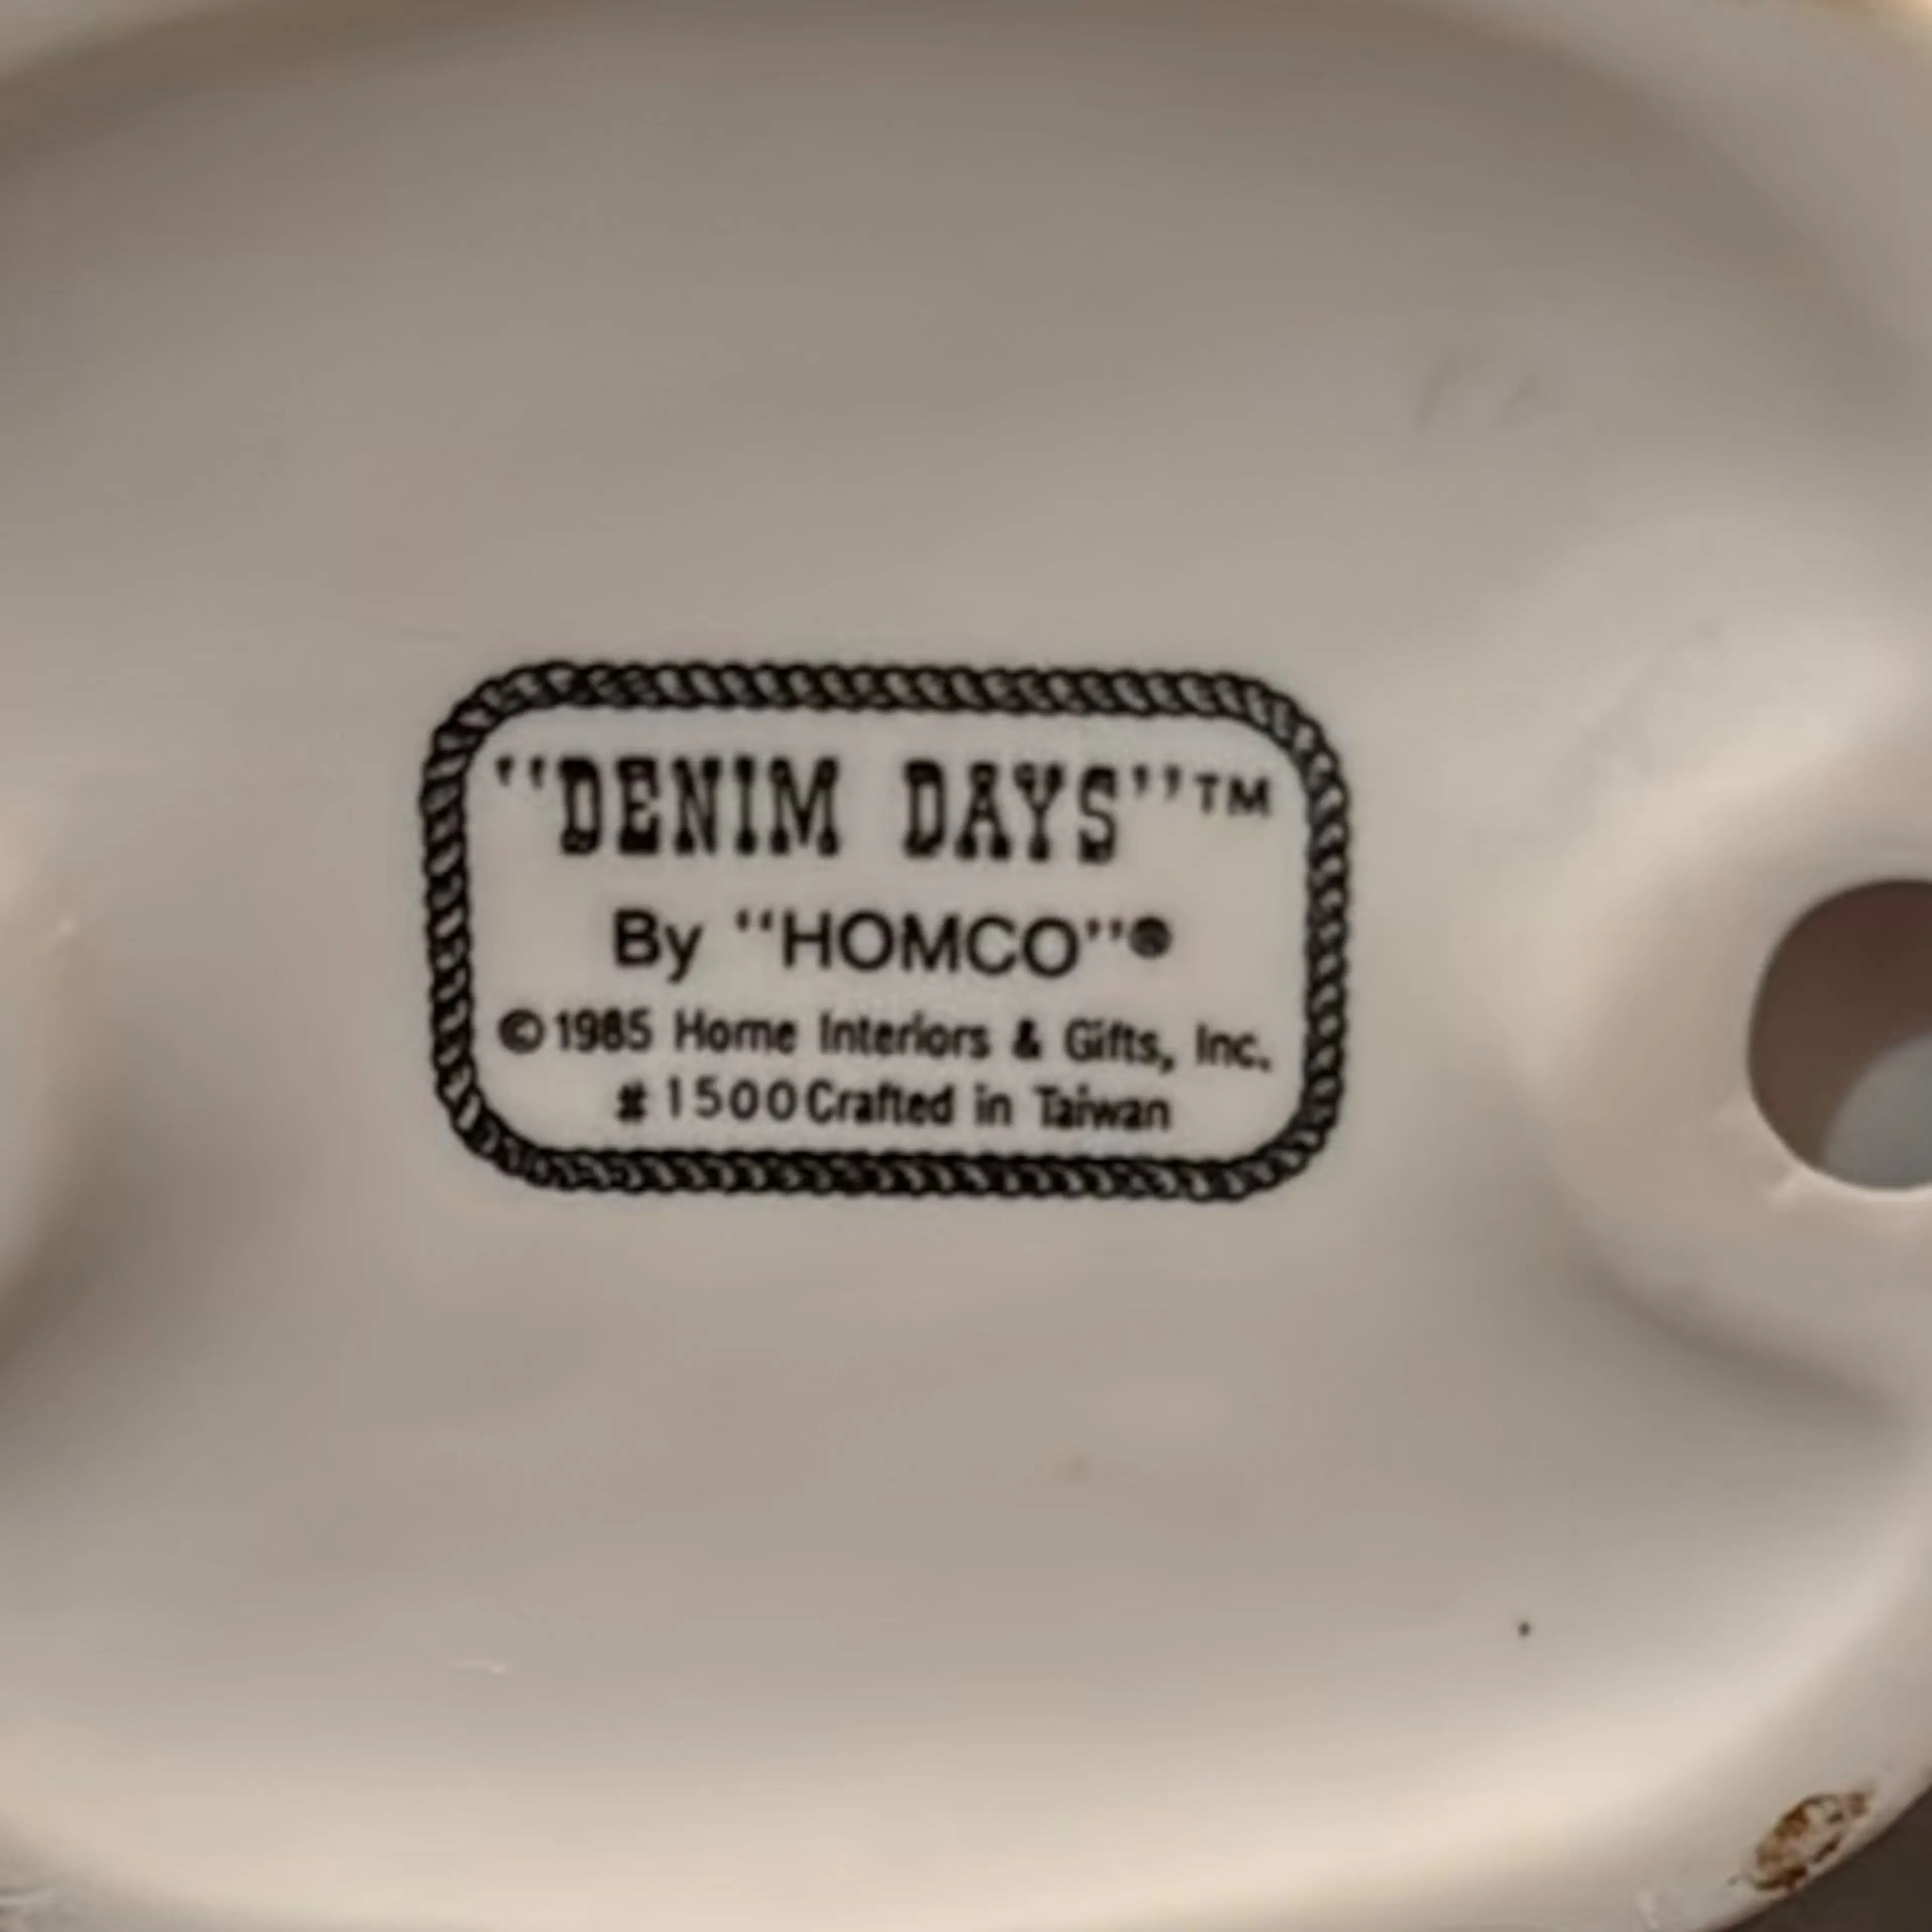 "DENIM DAYS"™
By "HOMCO"®
©1985 Home Interiors & Gifts, Inc.
# 1500 Crafted in Taiwan